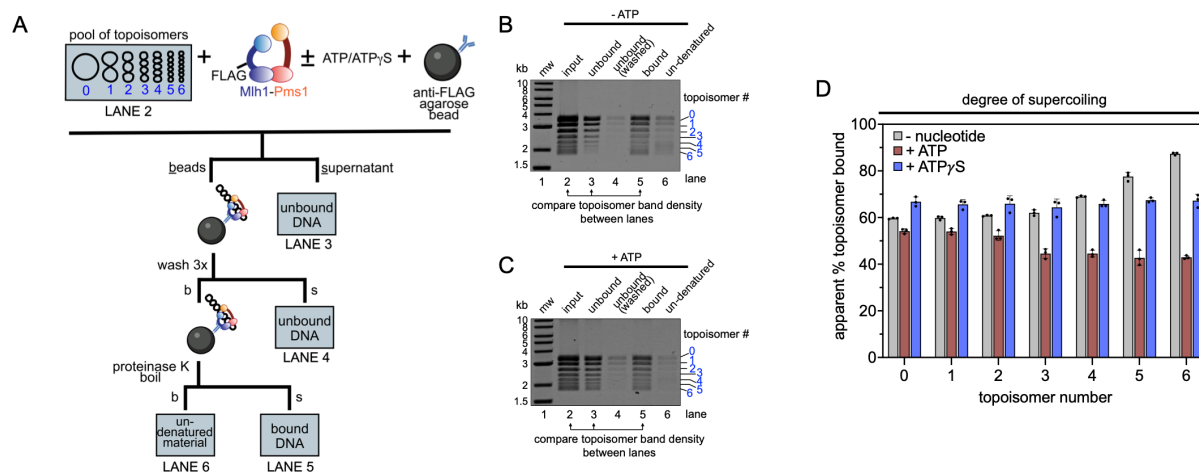 A
pool of topoisomers
0 1 2 3 4 5 6
LANE 2
+
FLAG
Mlh1-Pms1
± ATP/ATPγS +
anti-FLAG
agarose
bead
beads
supernatant
unbound
DNA
LANE 3
wash 3x
b
s
unbound
DNA
LANE 4
proteinase K
boil
b
s
un-
denatured
material
LANE 6
bound
DNA
LANE 5
B
- ATP
kb
mw
input
unbound
unbound
(washed)
bound
un-denatured
10
8
6
5
4
3
2
1.5
topoisomer #
0
1
2
3
4
5
6
1 2 3 4 5 6 lane
compare topoisomer band density
between lanes
C
+ ATP
kb
mw
input
unbound
unbound
(washed)
bound
un-denatured
10
8
6
5
4
3
2
1.5
topoisomer #
0
1
2
3
4
5
6
1 2 3 4 5 6 lane
compare topoisomer band density
between lanes
D
degree of supercoiling
- nucleotide
+ ATP
+ ATPγS
apparent % topoisomer bound
100
80
60
40
20
0
0 1 2 3 4 5 6
topoisomer number